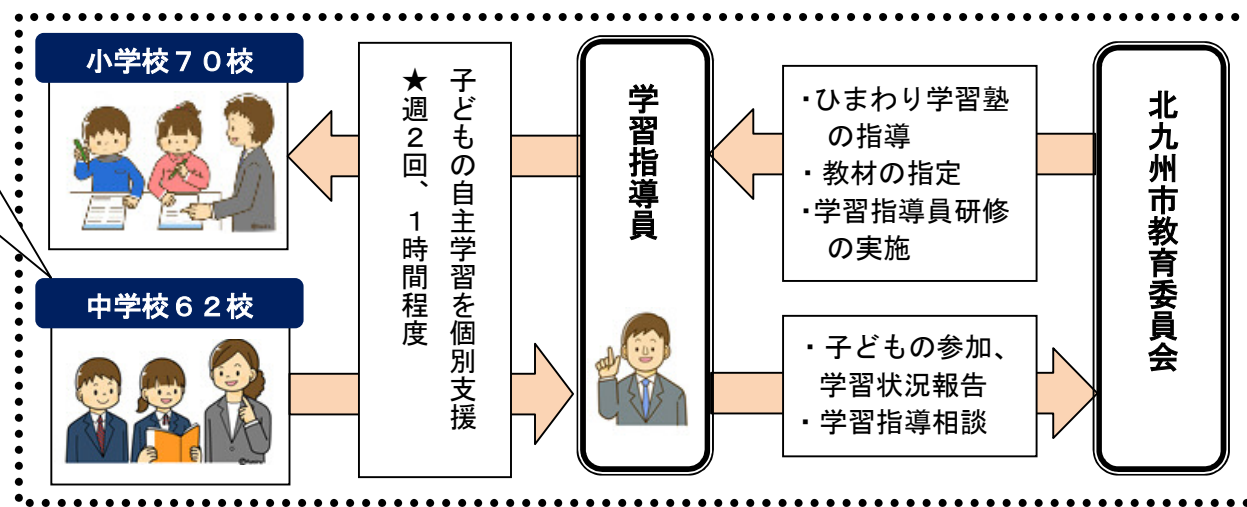 小学校７０校
中学校６２校
子どもの自主学習を個別支援
★週２回、１時間程度
学習指導員
・ひまわり学習塾
の指導
・教材の指定
・学習指導員研修
の実施
・子どもの参加、
学習状況報告
・学習指導相談
北九州市教育委員会